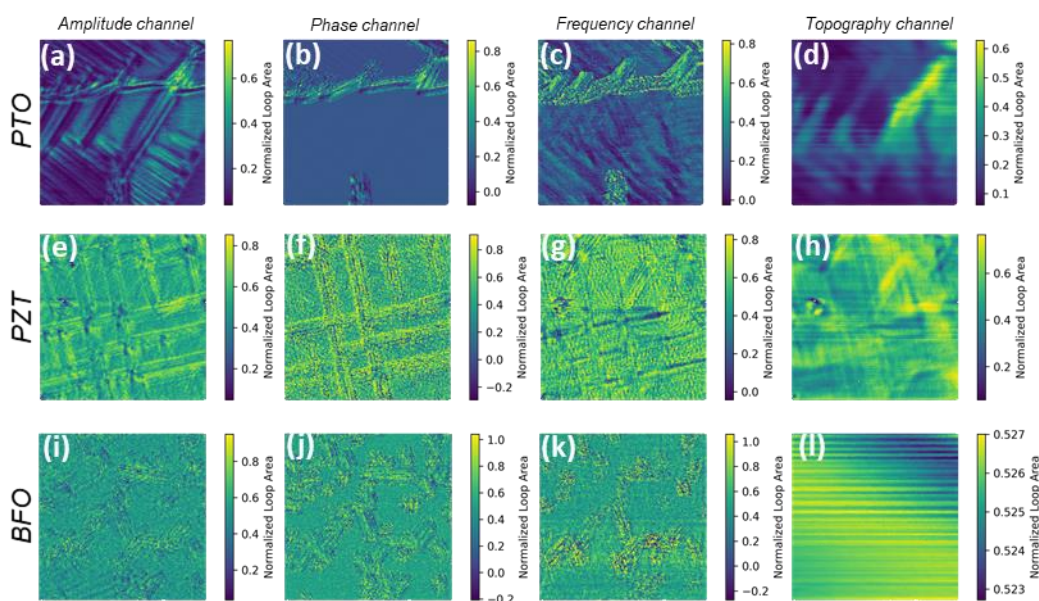 Amplitude channel
Phase channel
Frequency channel
Topography channel
PTO
(a)
0.6
0.4
0.2
Normalized Loop Area
(b)
0.8
0.6
0.4
0.2
0.0
Normalized Loop Area
(c)
0.8
0.6
0.4
0.2
0.0
Normalized Loop Area
(d)
0.6
0.5
0.4
0.3
0.2
0.1
Normalized Loop Area
PZT
(e)
0.8
0.6
0.4
0.2
Normalized Loop Area
(f)
0.8
0.6
0.4
0.2
0.0
−0.2
Normalized Loop Area
(g)
0.8
0.6
0.4
0.2
0.0
Normalized Loop Area
(h)
0.6
0.4
0.2
Normalized Loop Area
BFO
(i)
0.8
0.6
0.4
0.2
Normalized Loop Area
(j)
1.0
0.8
0.6
0.4
0.2
0.0
−0.2
Normalized Loop Area
(k)
1.0
0.8
0.6
0.4
0.2
0.0
−0.2
Normalized Loop Area
(l)
0.527
0.526
0.525
0.524
0.523
Normalized Loop Area